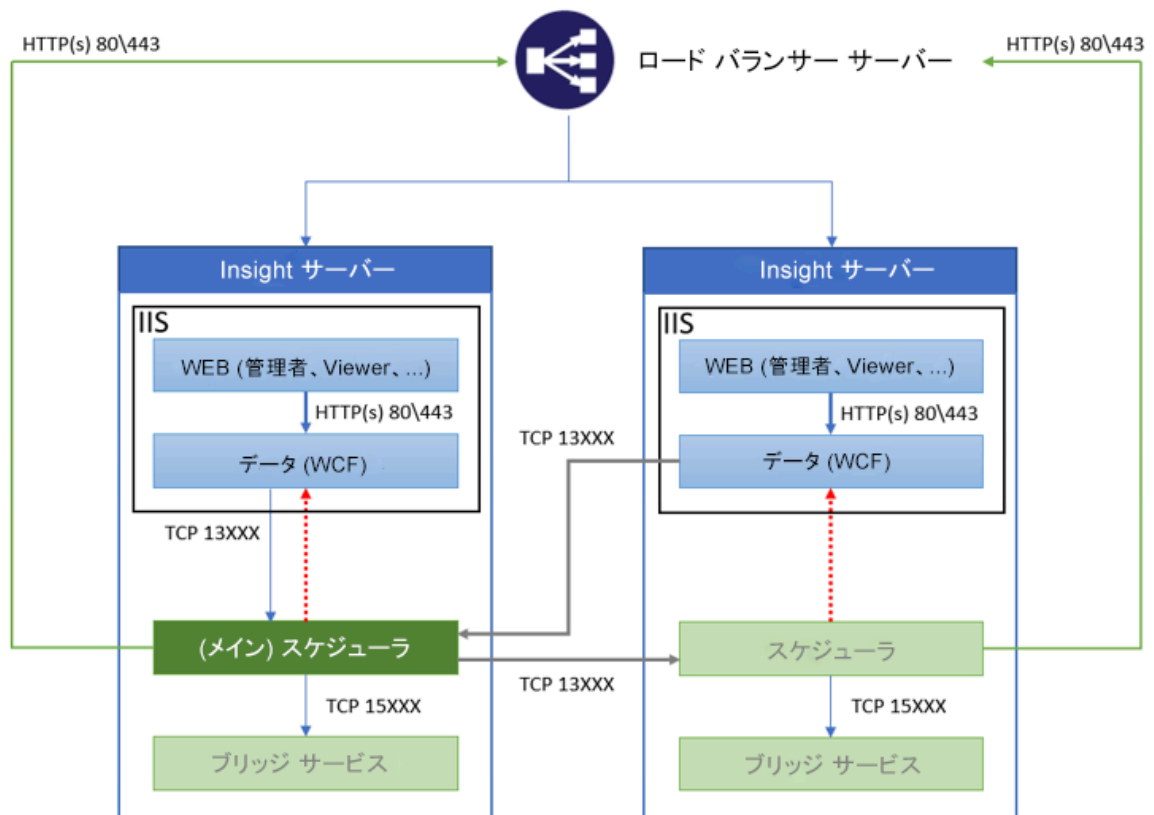 HTTP(s) 80\443
ロード バランサー サーバー
HTTP(s) 80\443
Insight サーバー
IIS
WEB (管理者、Viewer、...)
HTTP(s) 80\443
データ (WCF)
TCP 13XXX
(メイン) スケジューラ
TCP 15XXX
ブリッジ サービス
TCP 13XXX
TCP 13XXX
Insight サーバー
IIS
WEB (管理者、Viewer、...)
HTTP(s) 80\443
データ (WCF)
スケジューラ
TCP 15XXX
ブリッジ サービス